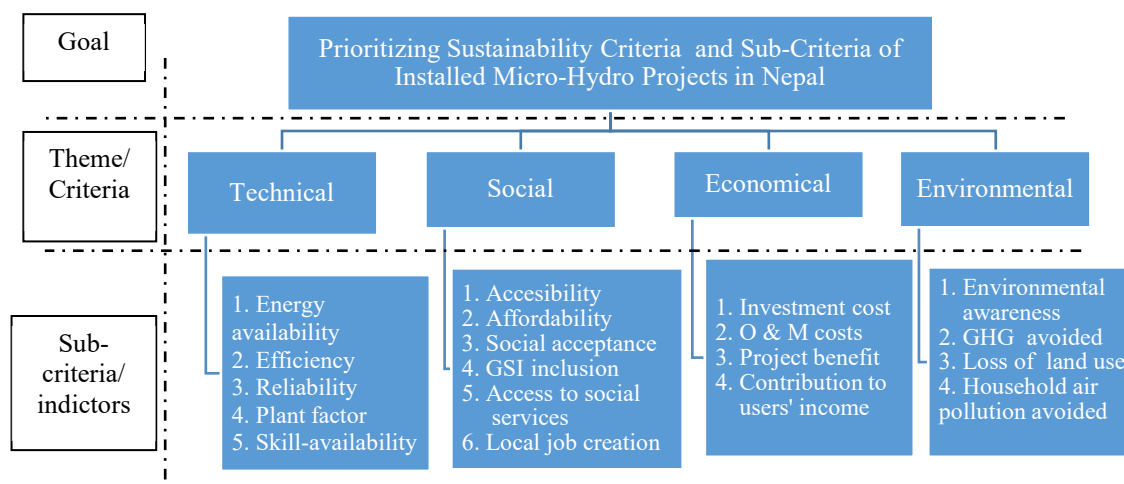 Goal
Prioritizing Sustainability Criteria and Sub-Criteria of
Installed Micro-Hydro Projects in Nepal
Theme/
Criteria
Technical
Social
Economical
Environmental
Sub-
criteria/
indictors
1. Energy
availability
2. Efficiency
3. Reliability
4. Plant factor
5. Skill-availability
1. Accesibility
2. Affordability
3. Social acceptance
4. GSI inclusion
5. Access to social
services
6. Local job creation
1. Investment cost
2. O & M costs
3. Project benefit
4. Contribution to
users' income
1. Environmental
awareness
2. GHG avoided
3. Loss of land use
4. Household air
pollution avoided